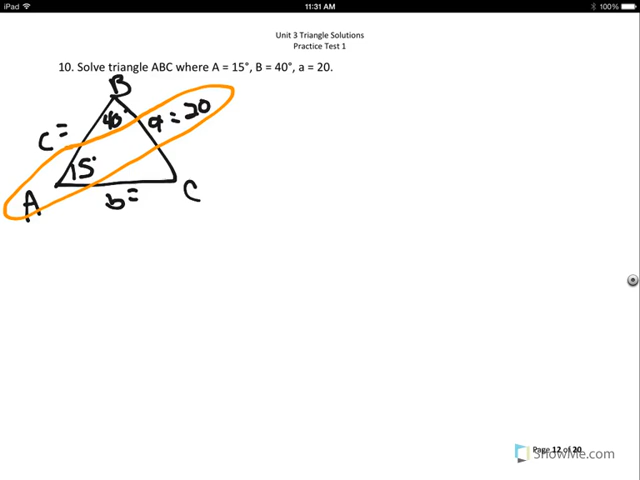 iPad
11:31 AM
100%
Unit 3 Triangle Solutions
Practice Test 1
10. Solve triangle ABC where A = 15°, B = 40°, a = 20.
B
40°
a = 20
c =
15°
A
b =
C
Page 12 of 20
ShowMe.com